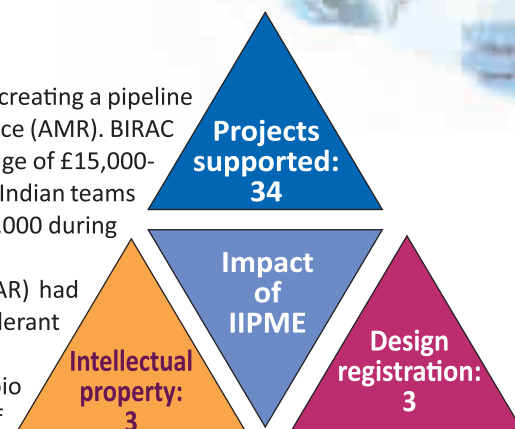 creating a pipeline
ce (AMR). BIRAC
ge of £15,000-
Indian teams
,000 during
AR) had
lerant
bio
Projects
supported:
34
Impact
of
IIPME
Intellectual
property:
3
Design
registration:
3